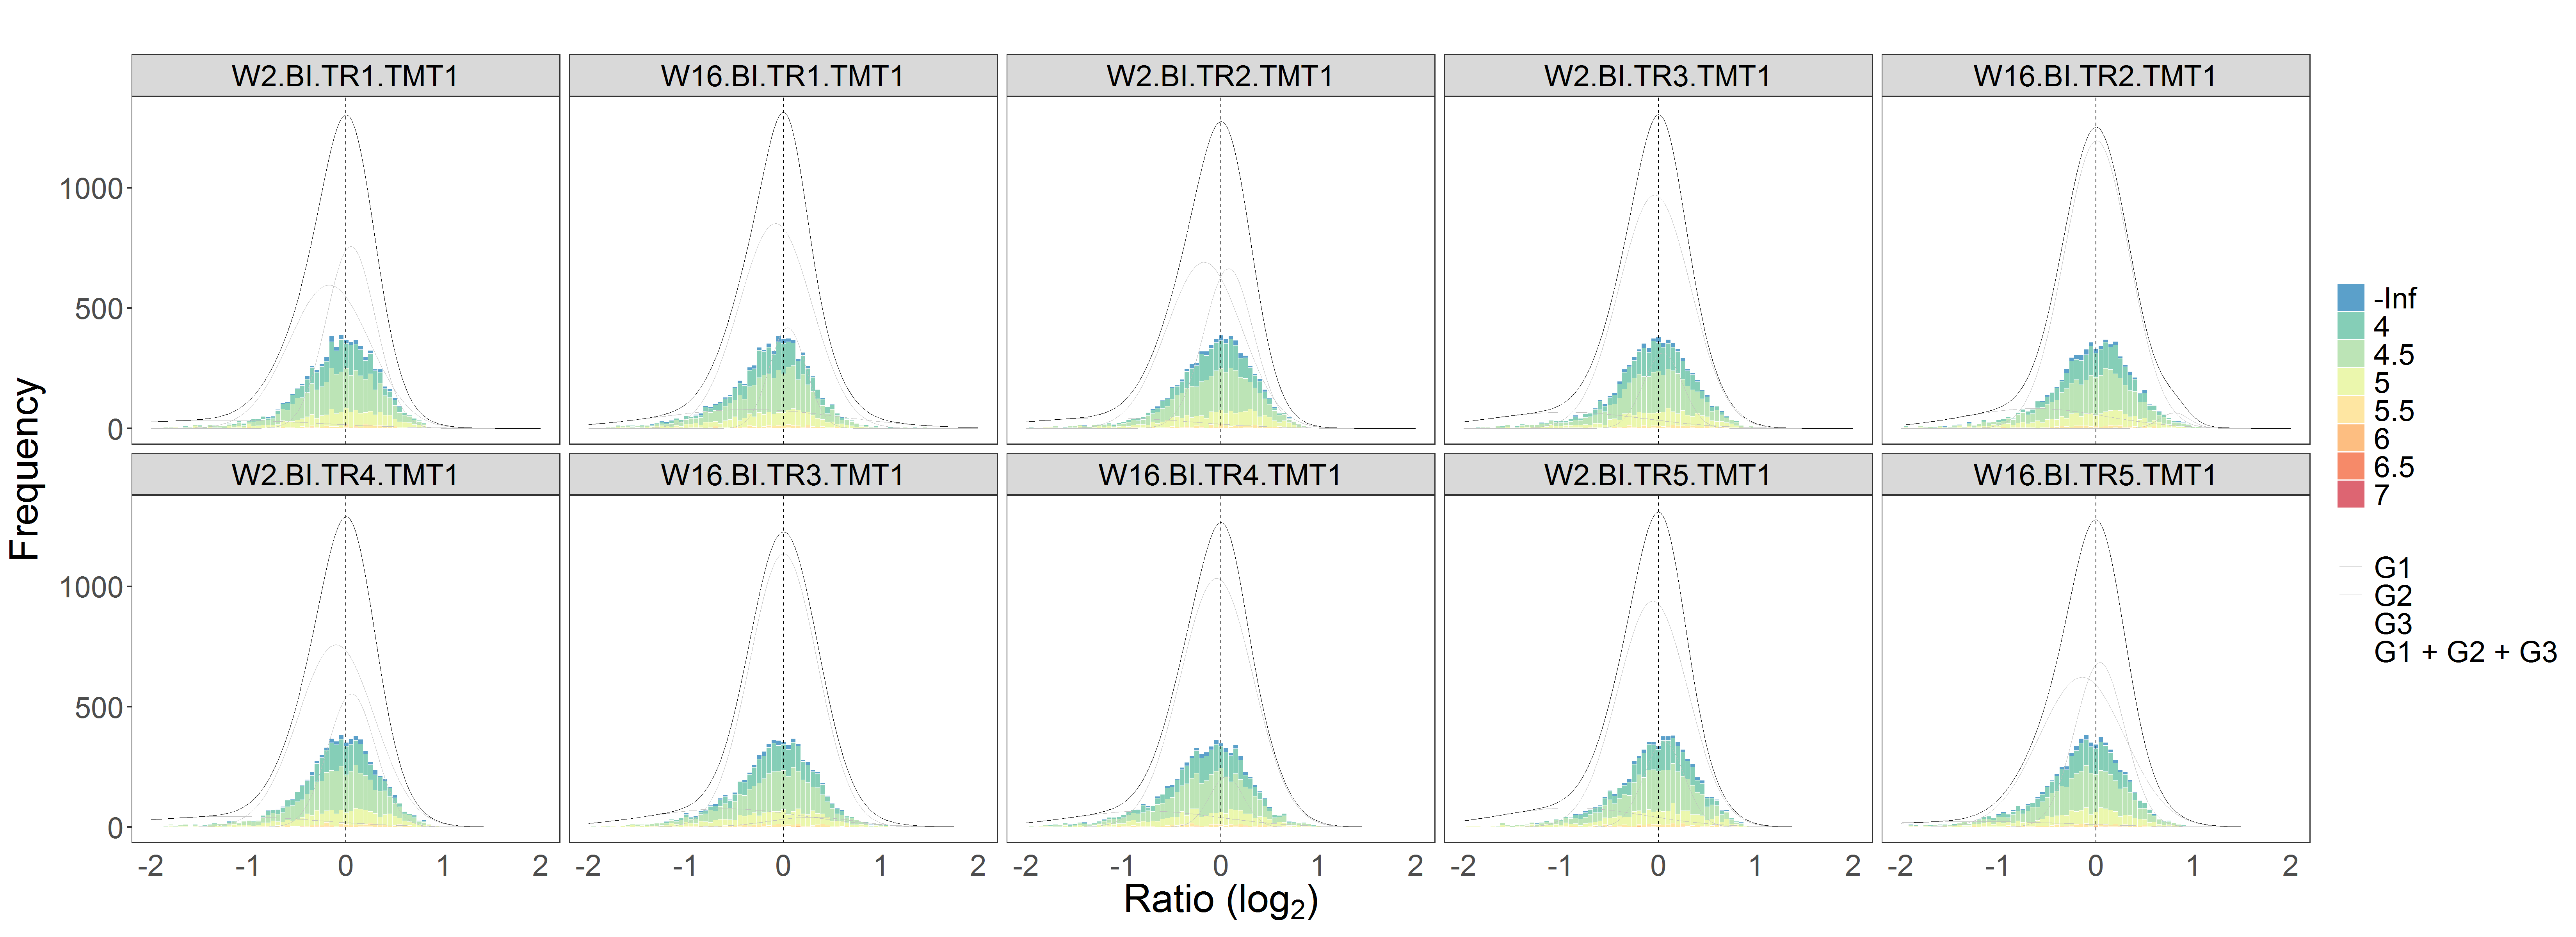 W2.BI.TR1.TMT1
W16.BI.TR1.TMT1
W2.BI.TR2.TMT1
W2.BI.TR3.TMT1
W16.BI.TR2.TMT1
1000
500
0
W2.BI.TR4.TMT1
W16.BI.TR3.TMT1
W16.BI.TR4.TMT1
W2.BI.TR5.TMT1
W16.BI.TR5.TMT1
1000
500
0
-2 -1 0 1 2
-2 -1 0 1 2
-2 -1 0 1 2
-2 -1 0 1 2
-2 -1 0 1 2
Frequency
Ratio (log₂)
-Inf
4
4.5
5
5.5
6
6.5
7
G1
G2
G3
G1 + G2 + G3